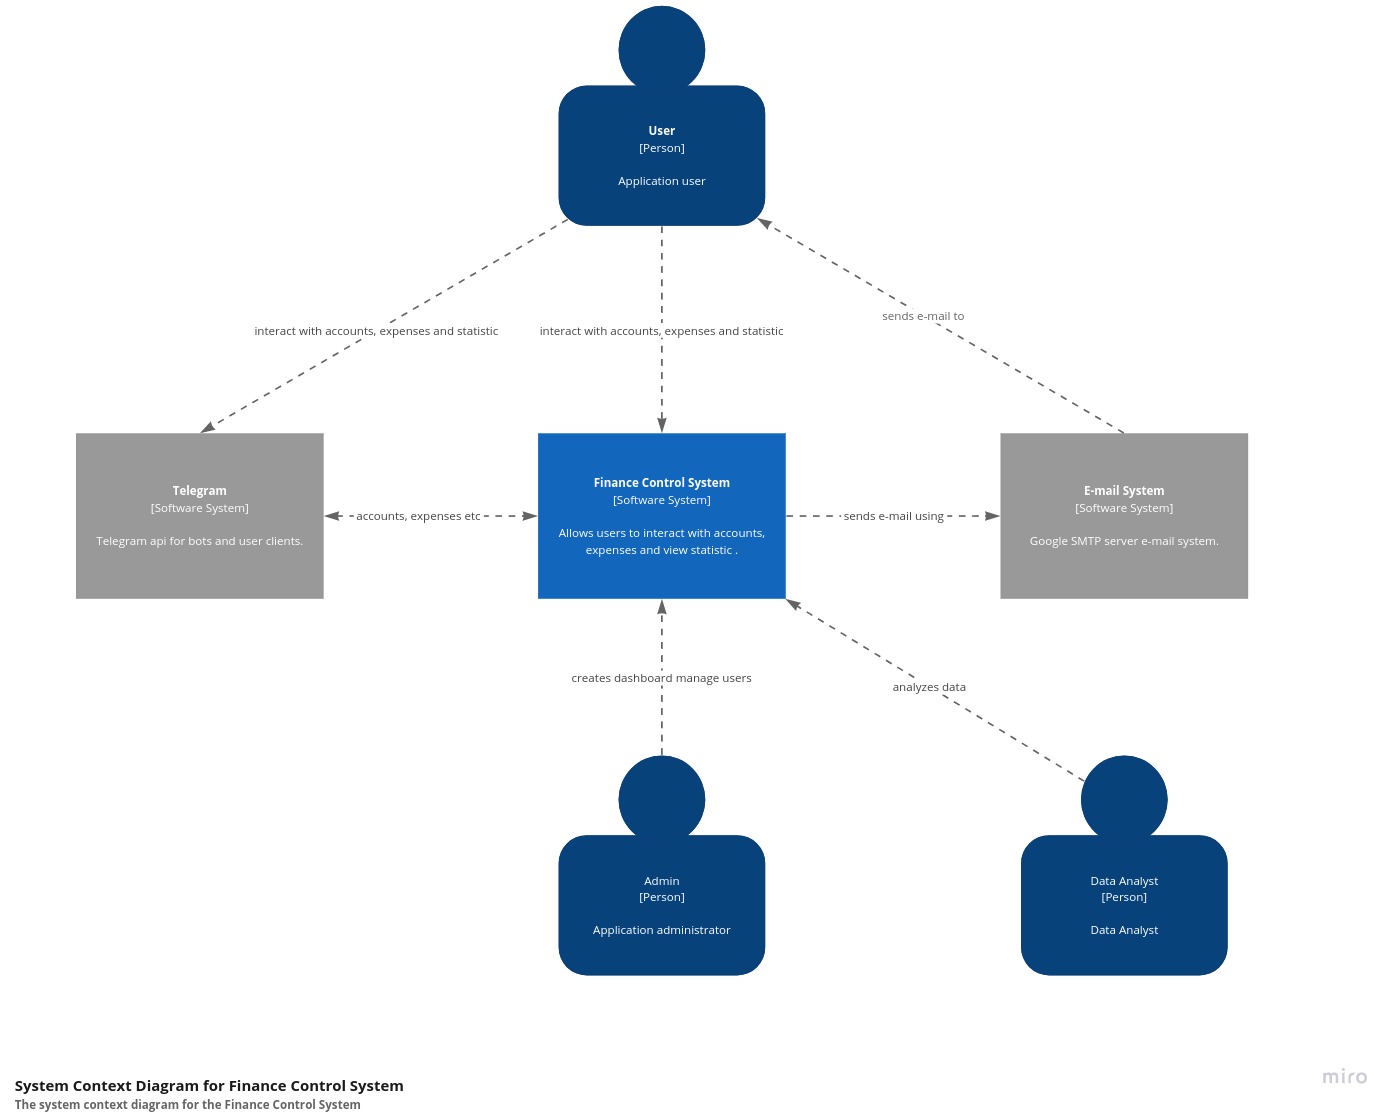 User
[Person]
Application user
interact with accounts, expenses and statistic
interact with accounts, expenses and statistic
sends e-mail to
Telegram
[Software System]
Telegram api for bots and user clients.
accounts, expenses etc
Finance Control System
[Software System]
Allows users to interact with accounts,
expenses and view statistic .
sends e-mail using
E-mail System
[Software System]
Google SMTP server e-mail system.
creates dashboard manage users
analyzes data
Admin
[Person]
Application administrator
Data Analyst
[Person]
Data Analyst
System Context Diagram for Finance Control System
The system context diagram for the Finance Control System
miro